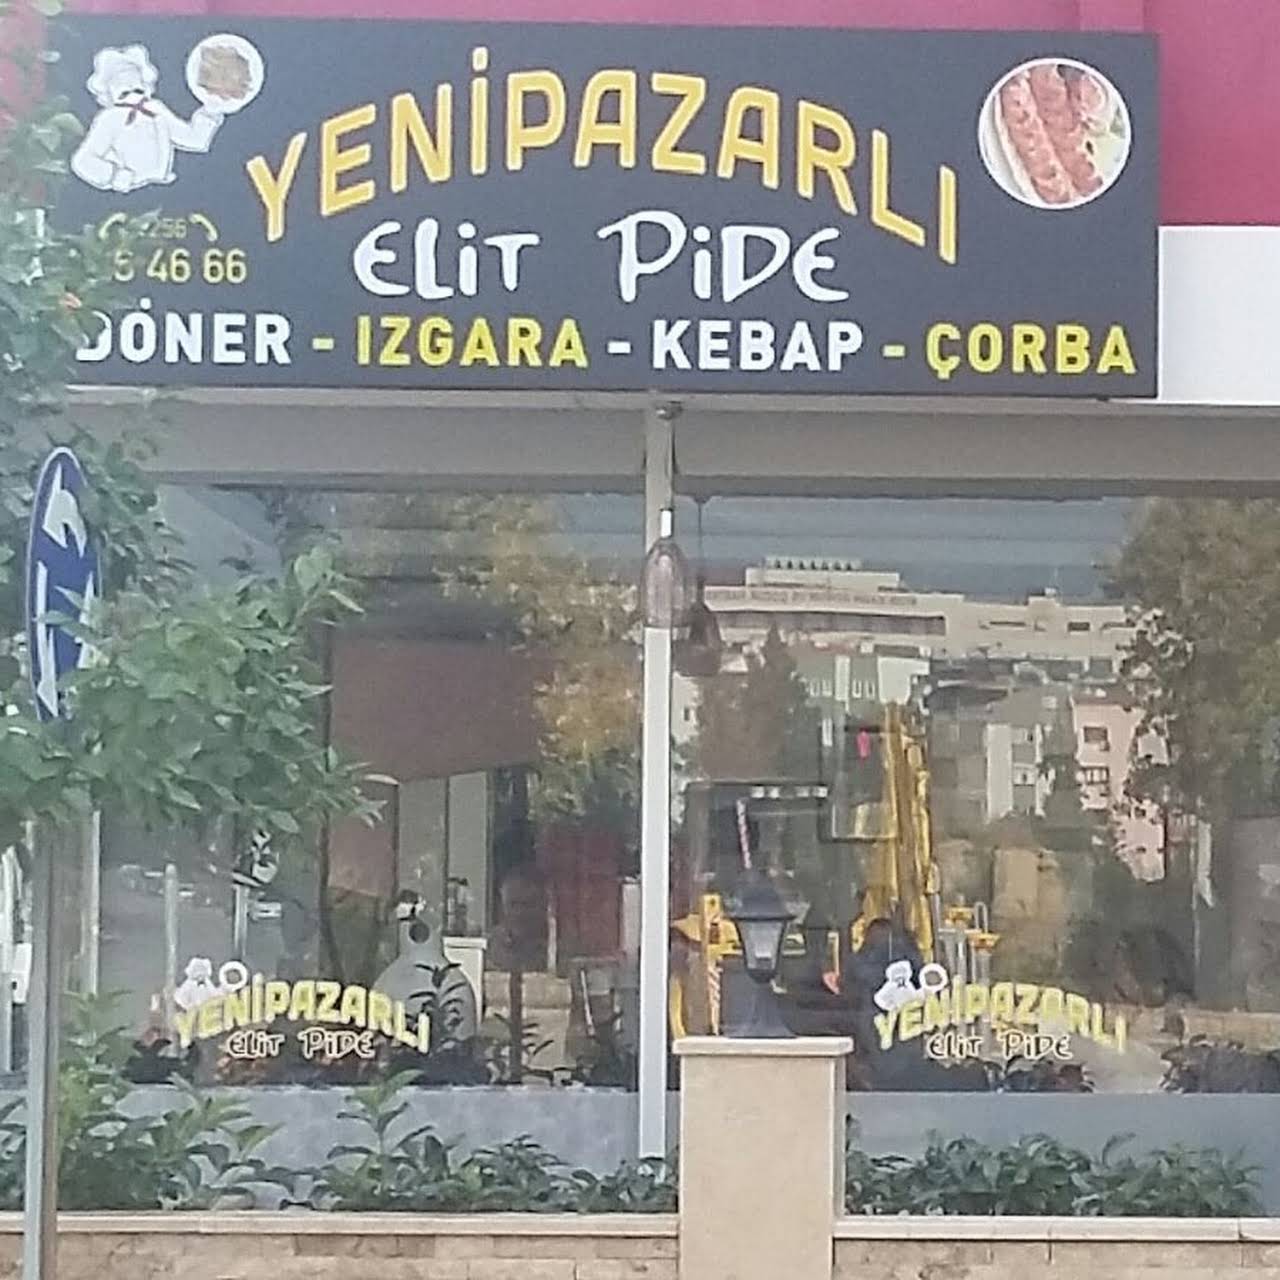 YENİPAZARLI
ELİT PİDE
46 66
DÖNER - IZGARA - KEBAP - ÇORBA
YENİPAZARLI
ELİT PİDE
YENİPAZARLI
ELİT PİDE